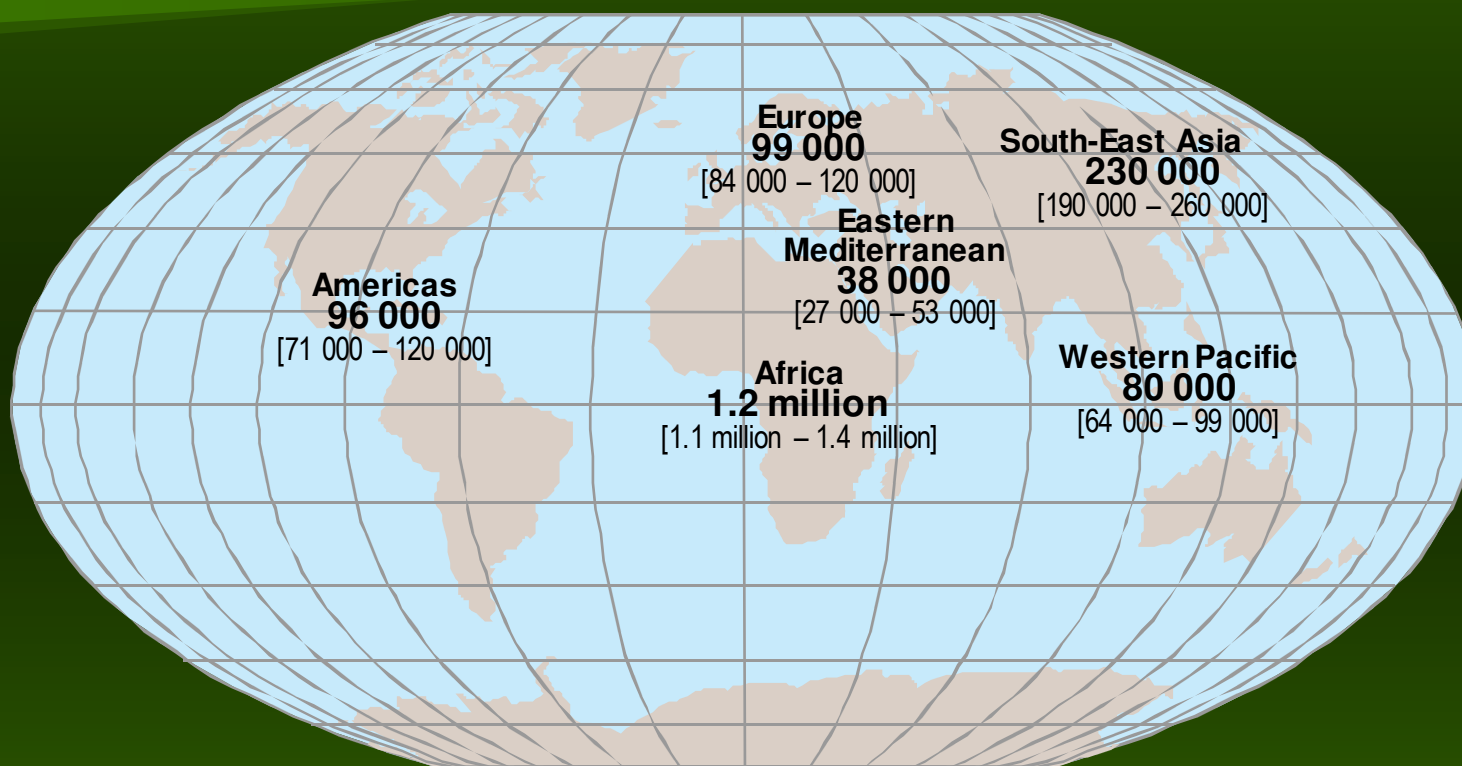 Europe
99 000
[84 000 – 120 000]
South-East Asia
230 000
[190 000 – 260 000]
Eastern
Mediterranean
38 000
[27 000 – 53 000]
Americas
96 000
[71 000 – 120 000]
Africa
1.2 million
[1.1 million – 1.4 million]
Western Pacific
80 000
[64 000 – 99 000]